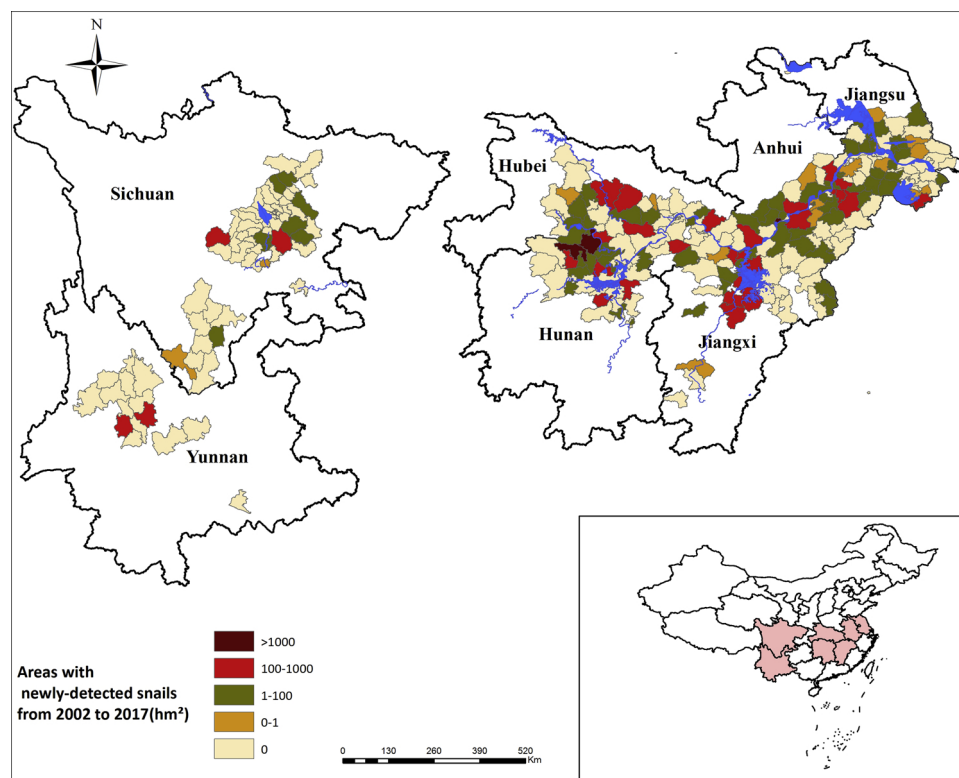 N
Jiangsu
Anhui
Hubei
Sichuan
Hunan
Jiangxi
Yunnan
Areas with
newly-detected snails
from 2002 to 2017(hm²)
>1000
100-1000
1-100
0-1
0
0 130 260 390 520
Km